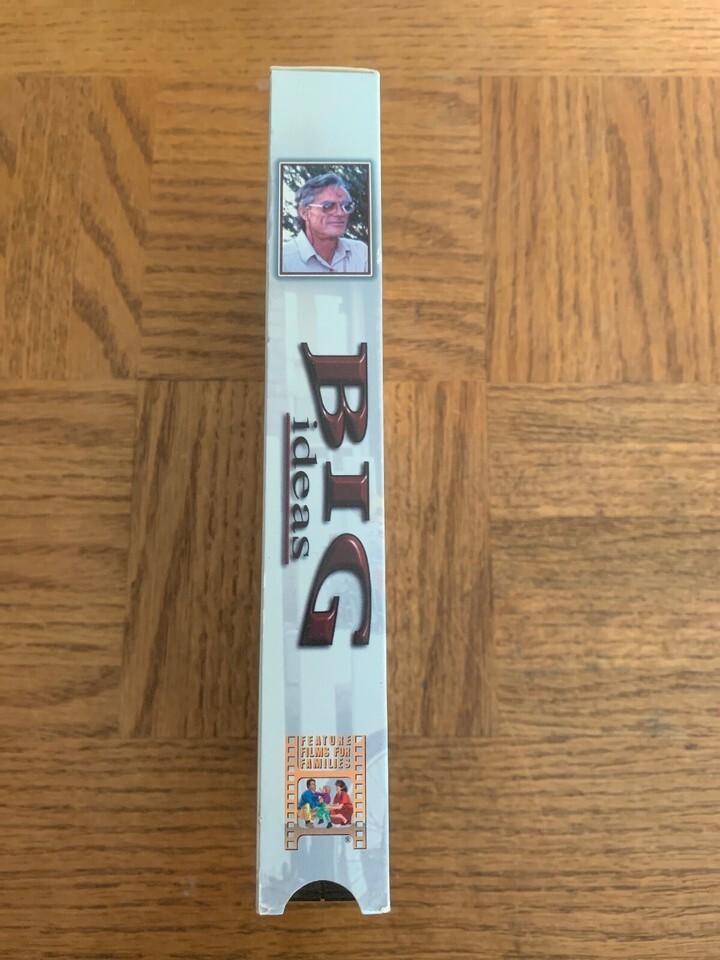 BIG
ideas
FEATURE
FILMS FOR
FAMILIES
®